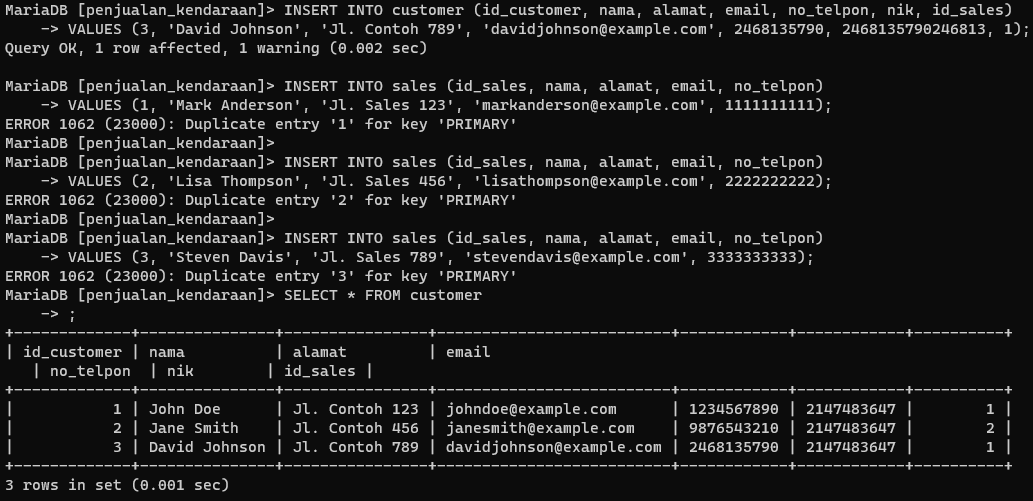 MariaDB [penjualan_kendaraan]> INSERT INTO customer (id_customer, nama, alamat, email, no_telpon, nik, id_sales)
    -> VALUES (3, 'David Johnson', 'Jl. Contoh 789', 'davidjohnson@example.com', 2468135790, 2468135790246813, 1);
Query OK, 1 row affected, 1 warning (0.002 sec)

MariaDB [penjualan_kendaraan]> INSERT INTO sales (id_sales, nama, alamat, email, no_telpon)
    -> VALUES (1, 'Mark Anderson', 'Jl. Sales 123', 'markanderson@example.com', 1111111111);
ERROR 1062 (23000): Duplicate entry '1' for key 'PRIMARY'
MariaDB [penjualan_kendaraan]>
MariaDB [penjualan_kendaraan]> INSERT INTO sales (id_sales, nama, alamat, email, no_telpon)
    -> VALUES (2, 'Lisa Thompson', 'Jl. Sales 456', 'lisathompson@example.com', 2222222222);
ERROR 1062 (23000): Duplicate entry '2' for key 'PRIMARY'
MariaDB [penjualan_kendaraan]>
MariaDB [penjualan_kendaraan]> INSERT INTO sales (id_sales, nama, alamat, email, no_telpon)
    -> VALUES (3, 'Steven Davis', 'Jl. Sales 789', 'stevendavis@example.com', 3333333333);
ERROR 1062 (23000): Duplicate entry '3' for key 'PRIMARY'
MariaDB [penjualan_kendaraan]> SELECT * FROM customer
    -> ;
+-------------+---------------+----------------+--------------------------+------------+------------+----------+
| id_customer | nama          | alamat         | email
   | no_telpon  | nik        | id_sales |
+-------------+---------------+----------------+--------------------------+------------+------------+----------+
|           1 | John Doe      | Jl. Contoh 123 | johndoe@example.com      | 1234567890 | 2147483647 |        1 |
|           2 | Jane Smith    | Jl. Contoh 456 | janesmith@example.com    | 9876543210 | 2147483647 |        2 |
|           3 | David Johnson | Jl. Contoh 789 | davidjohnson@example.com | 2468135790 | 2147483647 |        1 |
+-------------+---------------+----------------+--------------------------+------------+------------+----------+
3 rows in set (0.001 sec)